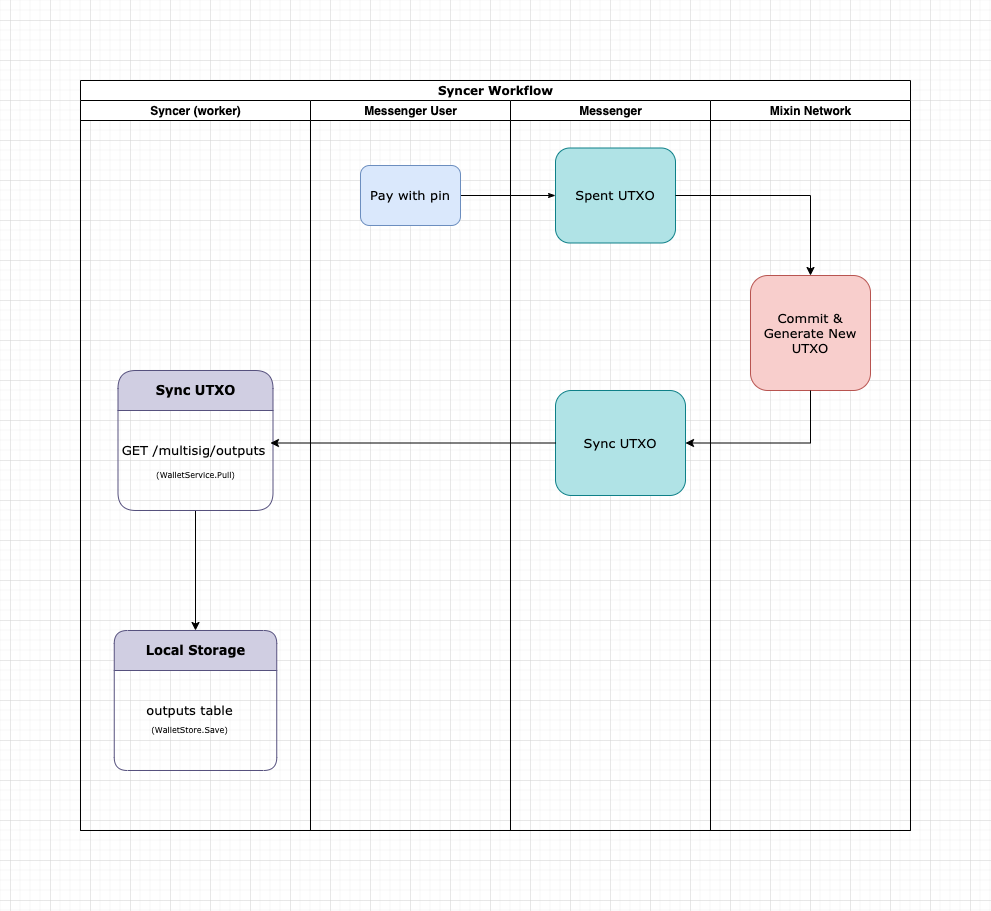 Syncer Workflow
Syncer (worker)
Messenger User
Messenger
Mixin Network
Pay with pin
Spent UTXO
Commit &
Generate New
UTXO
Sync UTXO
GET /multisig/outputs
(WalletService.Pull)
Sync UTXO
Local Storage
outputs table
(WalletStore.Save)